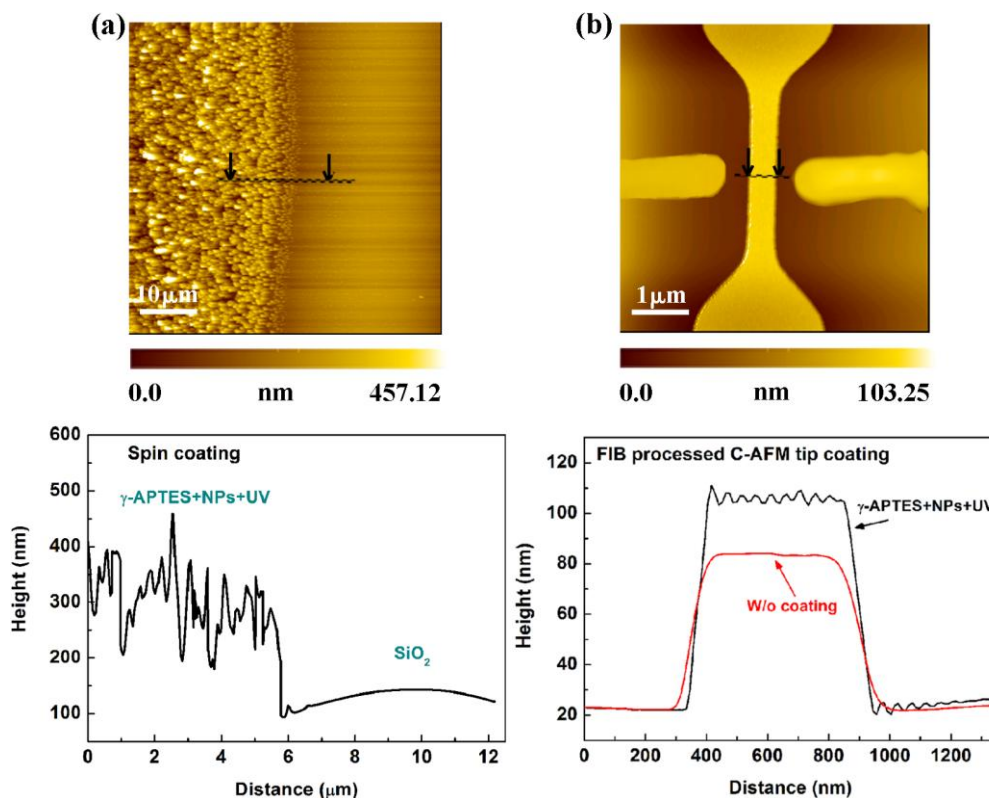 (a)
10μm
0.0 nm 457.12
(b)
1μm
0.0 nm 103.25
Spin coating
γ-APTES+NPs+UV
SiO2
600
500
400
300
200
100
0 2 4 6 8 10 12
Height (nm)
Distance (μm)
FIB processed C-AFM tip coating
γ-APTES+NPs+UV
W/o coating
120
100
80
60
40
20
0 200 400 600 800 1000 1200
Height (nm)
Distance (nm)